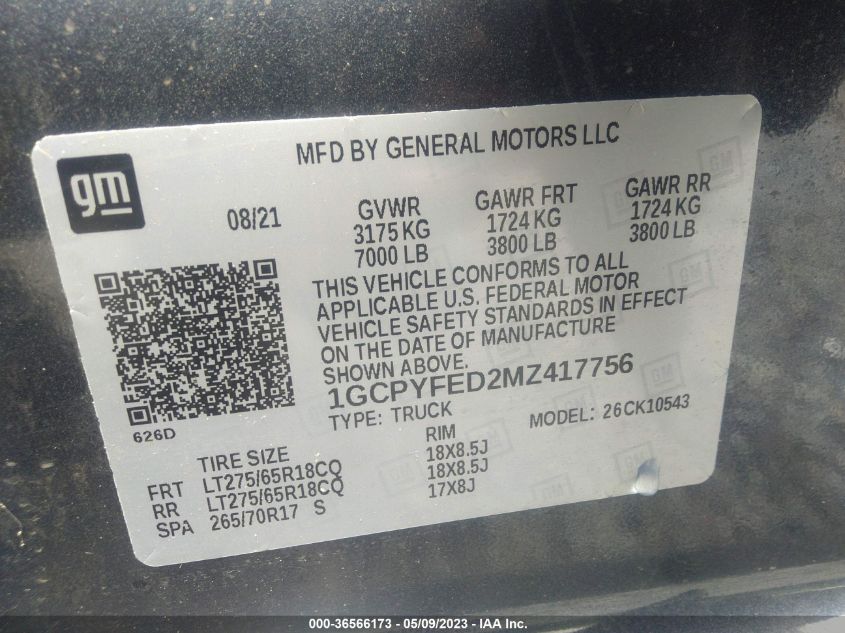 MFD BY GENERAL MOTORS LLC
gm
08/21
GVWR GAWR FRT GAWR RR
3175 KG 1724 KG 1724 KG
7000 LB 3800 LB 3800 LB
THIS VEHICLE CONFORMS TO ALL
APPLICABLE U.S. FEDERAL MOTOR
VEHICLE SAFETY STANDARDS IN EFFECT
ON THE DATE OF MANUFACTURE
SHOWN ABOVE.
1GCPYFED2MZ417756
TYPE: TRUCK MODEL: 26CK10543
626D
TIRE SIZE RIM
FRT LT275/65R18CQ 18X8.5J
RR LT275/65R18CQ 18X8.5J
SPA 265/70R17 S 17X8J
000-36566173 - 05/09/2023 - IAA Inc.